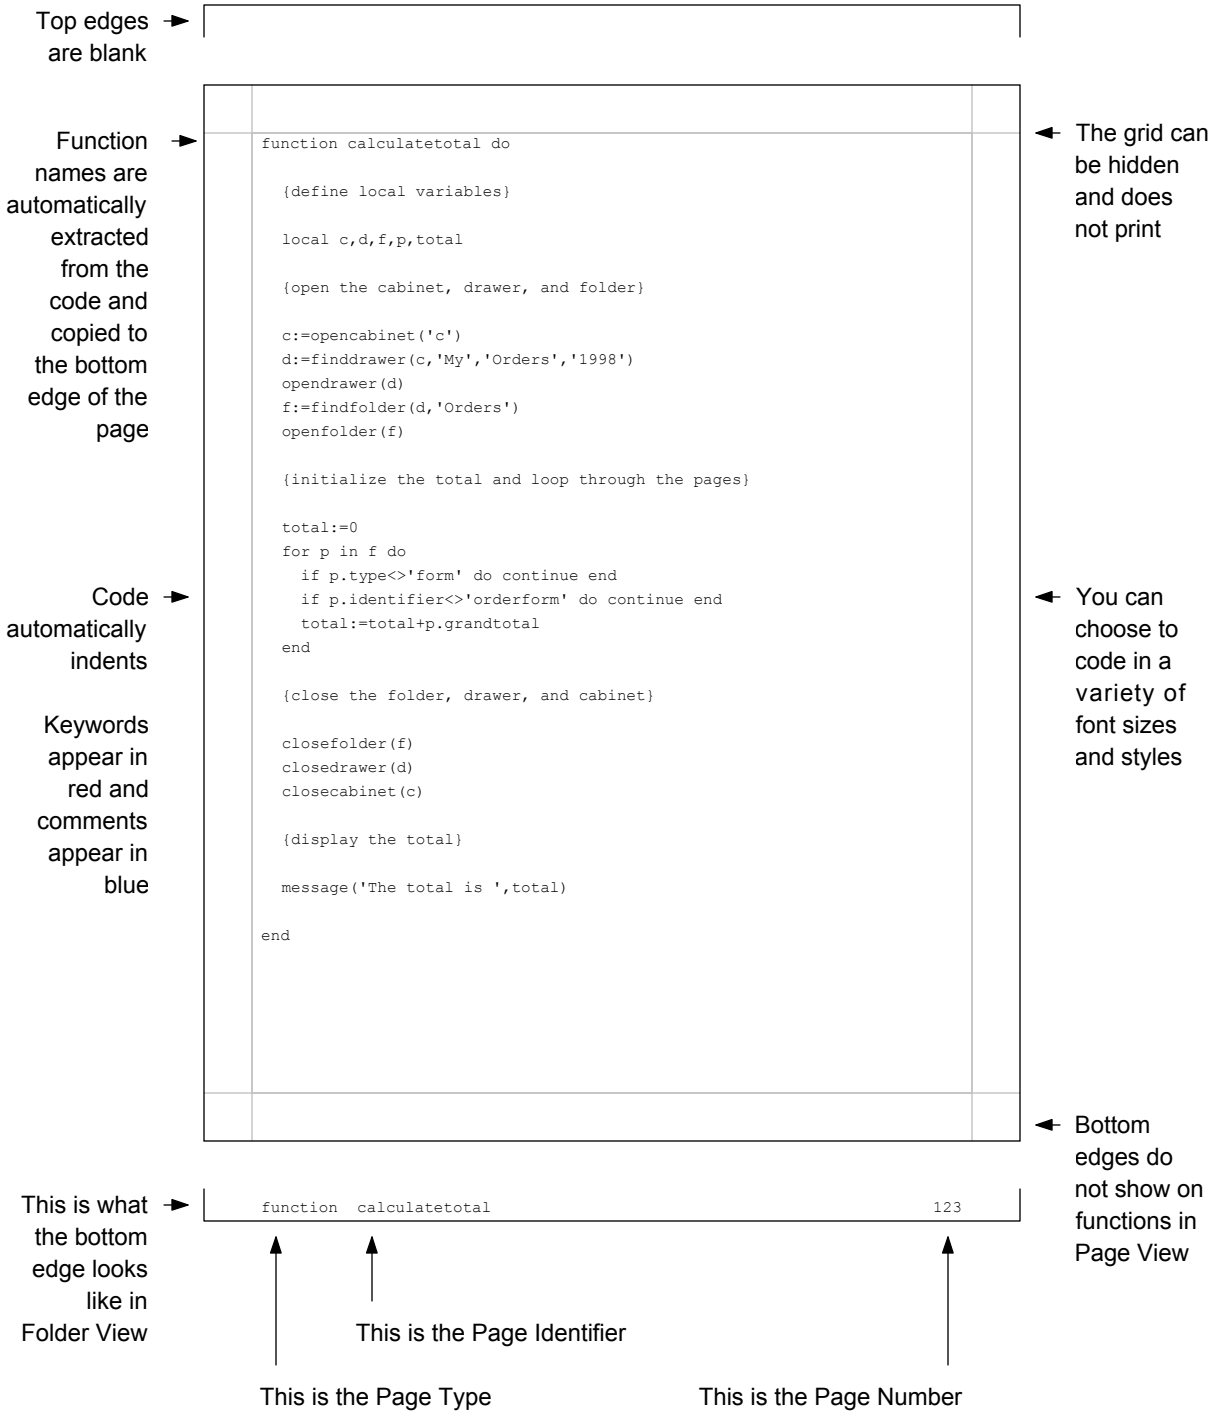 Top edges
are blank
Function
names are
automatically
extracted
from the
code and
copied to
the bottom
edge of the
page
The grid can
be hidden
and does
not print
function calculatetotal do
{define local variables}
local c,d,f,p,total
{open the cabinet, drawer, and folder}
c:=opencabinet('c')
d:=finddrawer(c,'My','Orders','1998')
opendrawer(d)
f:=findfolder(d,'Orders')
openfolder(f)
{initialize the total and loop through the pages}
total:=0
for p in f do
if p.type<>'form' do continue end
if p.identifier<>'orderform' do continue end
total:=total+p.grandtotal
end
{close the folder, drawer, and cabinet}
closefolder(f)
closedrawer(d)
closecabinet(c)
{display the total}
message('The total is ',total)
end
Code
automatically
indents
Keywords
appear in
red and
comments
appear in
blue
You can
choose to
code in a
variety of
font sizes
and styles
Bottom
edges do
not show on
functions in
Page View
This is what
the bottom
edge looks
like in
Folder View
function calculatetotal 123
This is the Page Identifier
This is the Page Type
This is the Page Number